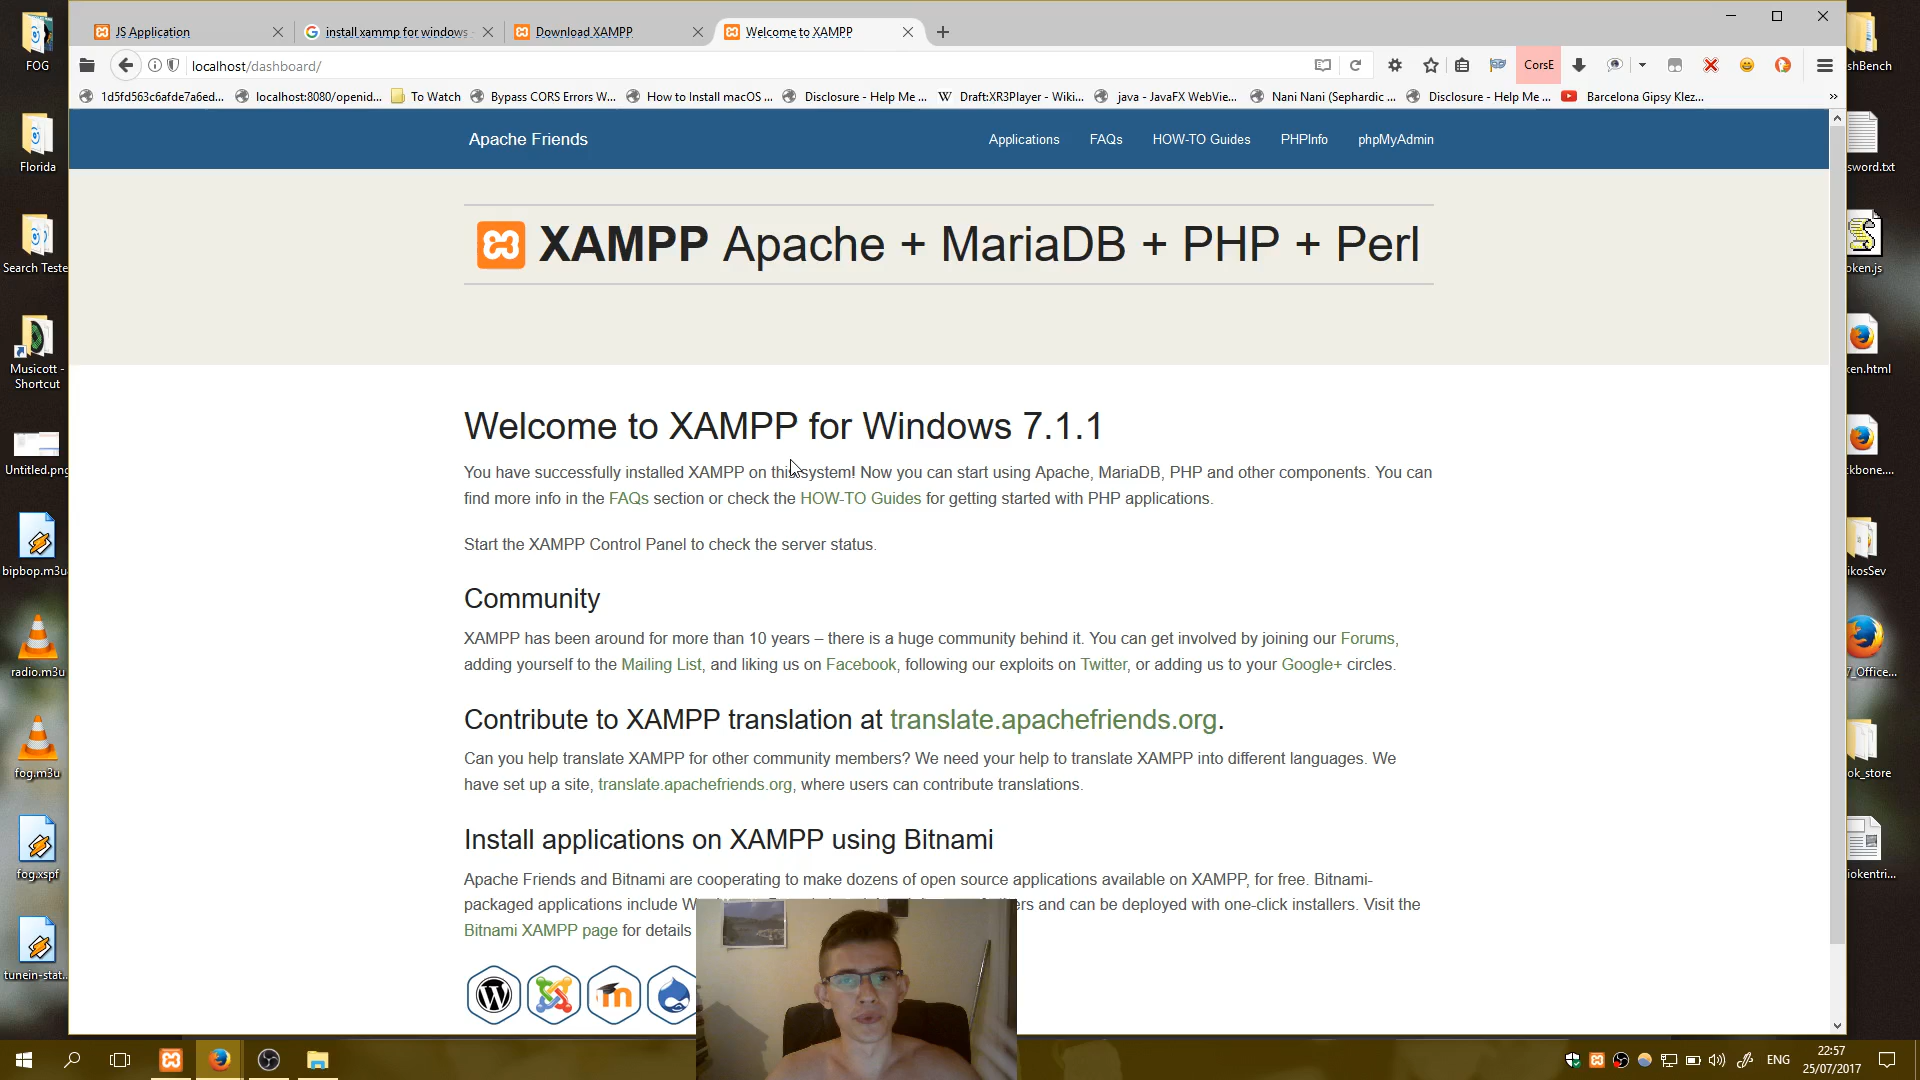 FOG
Florida
Search Teste
Musicott -
Shortcut
Untitled.png
bipbop.m3u
radio.m3u
fog.m3u
fog.xspf
tunein-stat...
JS Application
install xammp for windows
Download XAMPP
Welcome to XAMPP
localhost/dashboard/
CorsE
1d5fd563c6afde7a6ed...
localhost:8080/openid...
To Watch
Bypass CORS Errors W...
How to Install macOS ...
Disclosure - Help Me ...
W Draft:XR3Player - Wiki...
java - JavaFX WebVie...
Nani Nani (Sephardic ...
Disclosure - Help Me ...
Barcelona Gipsy Klez...
»
Apache Friends
Applications
FAQs
HOW-TO Guides
PHPInfo
phpMyAdmin
XAMPP Apache + MariaDB + PHP + Perl
Welcome to XAMPP for Windows 7.1.1
You have successfully installed XAMPP on this system! Now you can start using Apache, MariaDB, PHP and other components. You can
find more info in the FAQs section or check the HOW-TO Guides for getting started with PHP applications.
Start the XAMPP Control Panel to check the server status.
Community
XAMPP has been around for more than 10 years – there is a huge community behind it. You can get involved by joining our Forums,
adding yourself to the Mailing List, and liking us on Facebook, following our exploits on Twitter, or adding us to your Google+ circles.
Contribute to XAMPP translation at translate.apachefriends.org.
Can you help translate XAMPP for other community members? We need your help to translate XAMPP into different languages. We
have set up a site, translate.apachefriends.org, where users can contribute translations.
Install applications on XAMPP using Bitnami
Apache Friends and Bitnami are cooperating to make dozens of open source applications available on XAMPP, for free. Bitnami-
packaged applications include W ers and can be deployed with one-click installers. Visit the
Bitnami XAMPP page for details
shBench
sword.txt
oken.js
ken.html
kbone....
ikosSev
7_Office...
ok_store
iokentri...
ENG
22:57
25/07/2017